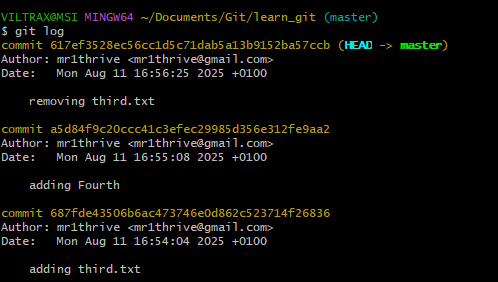 VILTRAX@MSI MINGW64 ~/Documents/Git/learn_git (master)
$ git log
commit 617ef3528ec56cc1d5c71dab5a13b9152ba57ccb (HEAD -> master)
Author: mr1thrive <mr1thrive@gmail.com>
Date:   Mon Aug 11 16:56:25 2025 +0100
    removing third.txt
commit a5d84f9c20ccc41c3efec29985d356e312fe9aa2
Author: mr1thrive <mr1thrive@gmail.com>
Date:   Mon Aug 11 16:55:08 2025 +0100
    adding Fourth
commit 687fde43506b6ac473746e0d862c523714f26836
Author: mr1thrive <mr1thrive@gmail.com>
Date:   Mon Aug 11 16:54:04 2025 +0100
    adding third.txt